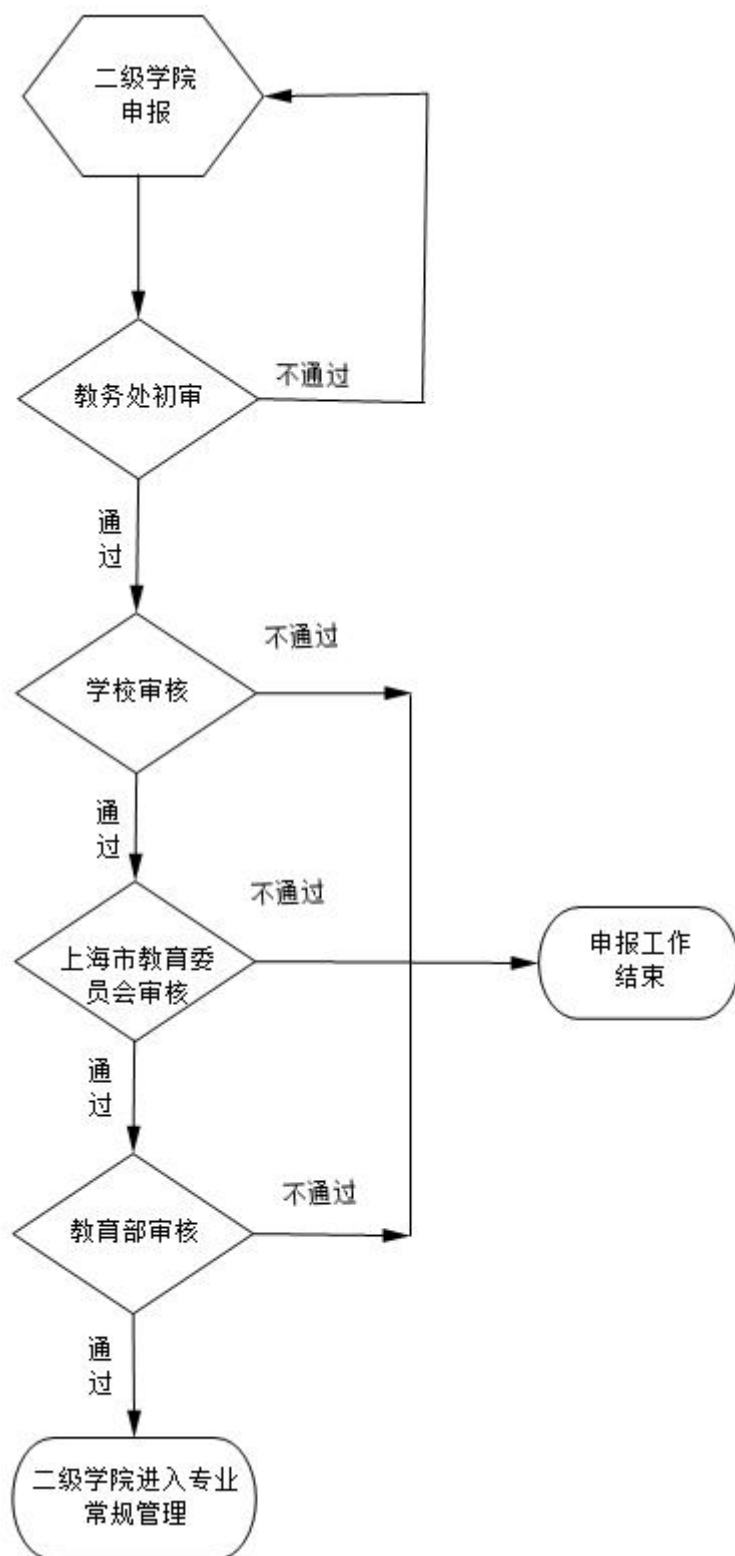 二级学院
申报
不通过
教务处初审
通
过
不通过
学校审核
通
过
不通过
上海市教育委
员会审核
申报工作
结束
通
过
不通过
教育部审核
通
过
二级学院进入专业
常规管理